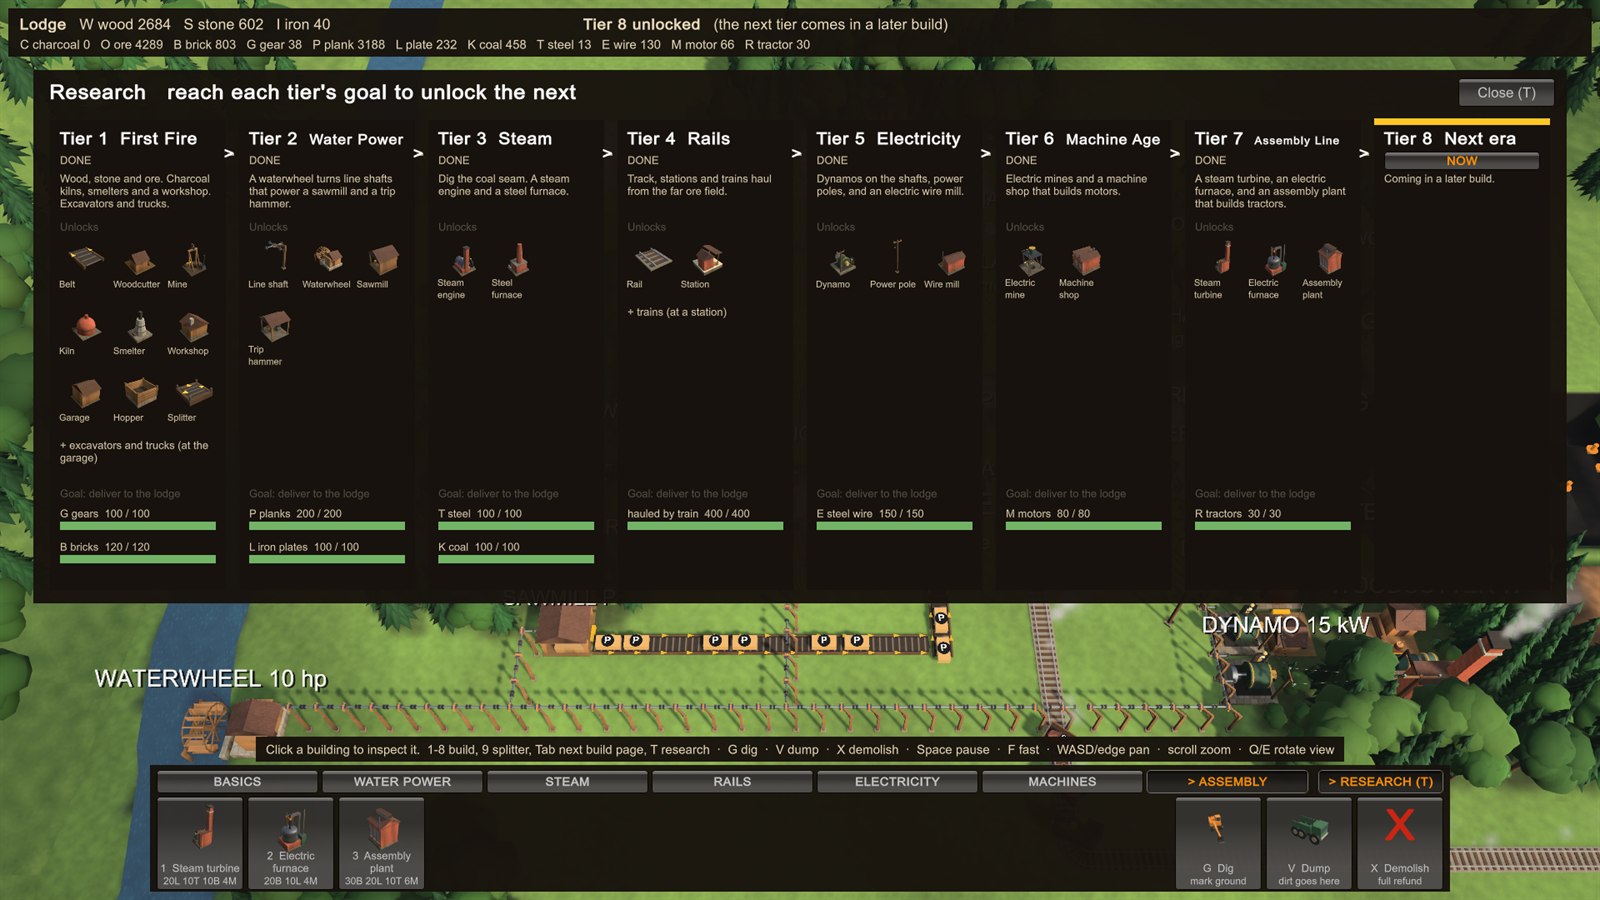 Lodge W wood 2684 S stone 602 I iron 40
Tier 8 unlocked (the next tier comes in a later build)
C charcoal 0 O ore 4289 B brick 803 G gear 38 P plank 3188 L plate 232 K coal 458 T steel 13 E wire 130 M motor 66 R tractor 30
Research reach each tier's goal to unlock the next
Close (T)
Tier 1 First Fire
DONE
Wood, stone and ore. Charcoal
kilns, smelters and a workshop.
Excavators and trucks.
Unlocks
Belt Woodcutter Mine
Kiln Smelter Workshop
Garage Hopper Splitter
+ excavators and trucks (at the
garage)
Goal: deliver to the lodge
G gears 100 / 100
B bricks 120 / 120
>
Tier 2 Water Power
DONE
A waterwheel turns line shafts
that power a sawmill and a trip
hammer.
Unlocks
Line shaft Waterwheel Sawmill
Trip
hammer
Goal: deliver to the lodge
P planks 200 / 200
L iron plates 100 / 100
>
Tier 3 Steam
DONE
Dig the coal seam. A steam
engine and a steel furnace.
Unlocks
Steam
engine
Steel
furnace
Goal: deliver to the lodge
T steel 100 / 100
K coal 100 / 100
>
Tier 4 Rails
DONE
Track, stations and trains haul
from the far ore field.
Unlocks
Rail Station
+ trains (at a station)
Goal: deliver to the lodge
hauled by train 400 / 400
>
Tier 5 Electricity
DONE
Dynamos on the shafts, power
poles, and an electric wire mill.
Unlocks
Dynamo Power pole Wire mill
Goal: deliver to the lodge
E steel wire 150 / 150
>
Tier 6 Machine Age
DONE
Electric mines and a machine
shop that builds motors.
Unlocks
Electric
mine
Machine
shop
Goal: deliver to the lodge
M motors 80 / 80
>
Tier 7 Assembly Line
DONE
A steam turbine, an electric
furnace, and an assembly plant
that builds tractors.
Unlocks
Steam
turbine
Electric
furnace
Assembly
plant
Goal: deliver to the lodge
R tractors 30 / 30
>
Tier 8 Next era
NOW
Coming in a later build.
SAWMILL P
P P P P P P P
P
DYNAMO 15 kW
WATERWHEEL 10 hp
Click a building to inspect it. 1-8 build, 9 splitter, Tab next build page, T research · G dig · V dump · X demolish · Space pause · F fast · WASD/edge pan · scroll zoom · Q/E rotate view
BASICS WATER POWER STEAM RAILS ELECTRICITY MACHINES > ASSEMBLY > RESEARCH (T)
1 Steam turbine
20L 10T 10B 4M
2 Electric
furnace
20B 10L 4M
3 Assembly
plant
30B 20L 10T 6M
G Dig
mark ground
V Dump
dirt goes here
X
X Demolish
full refund